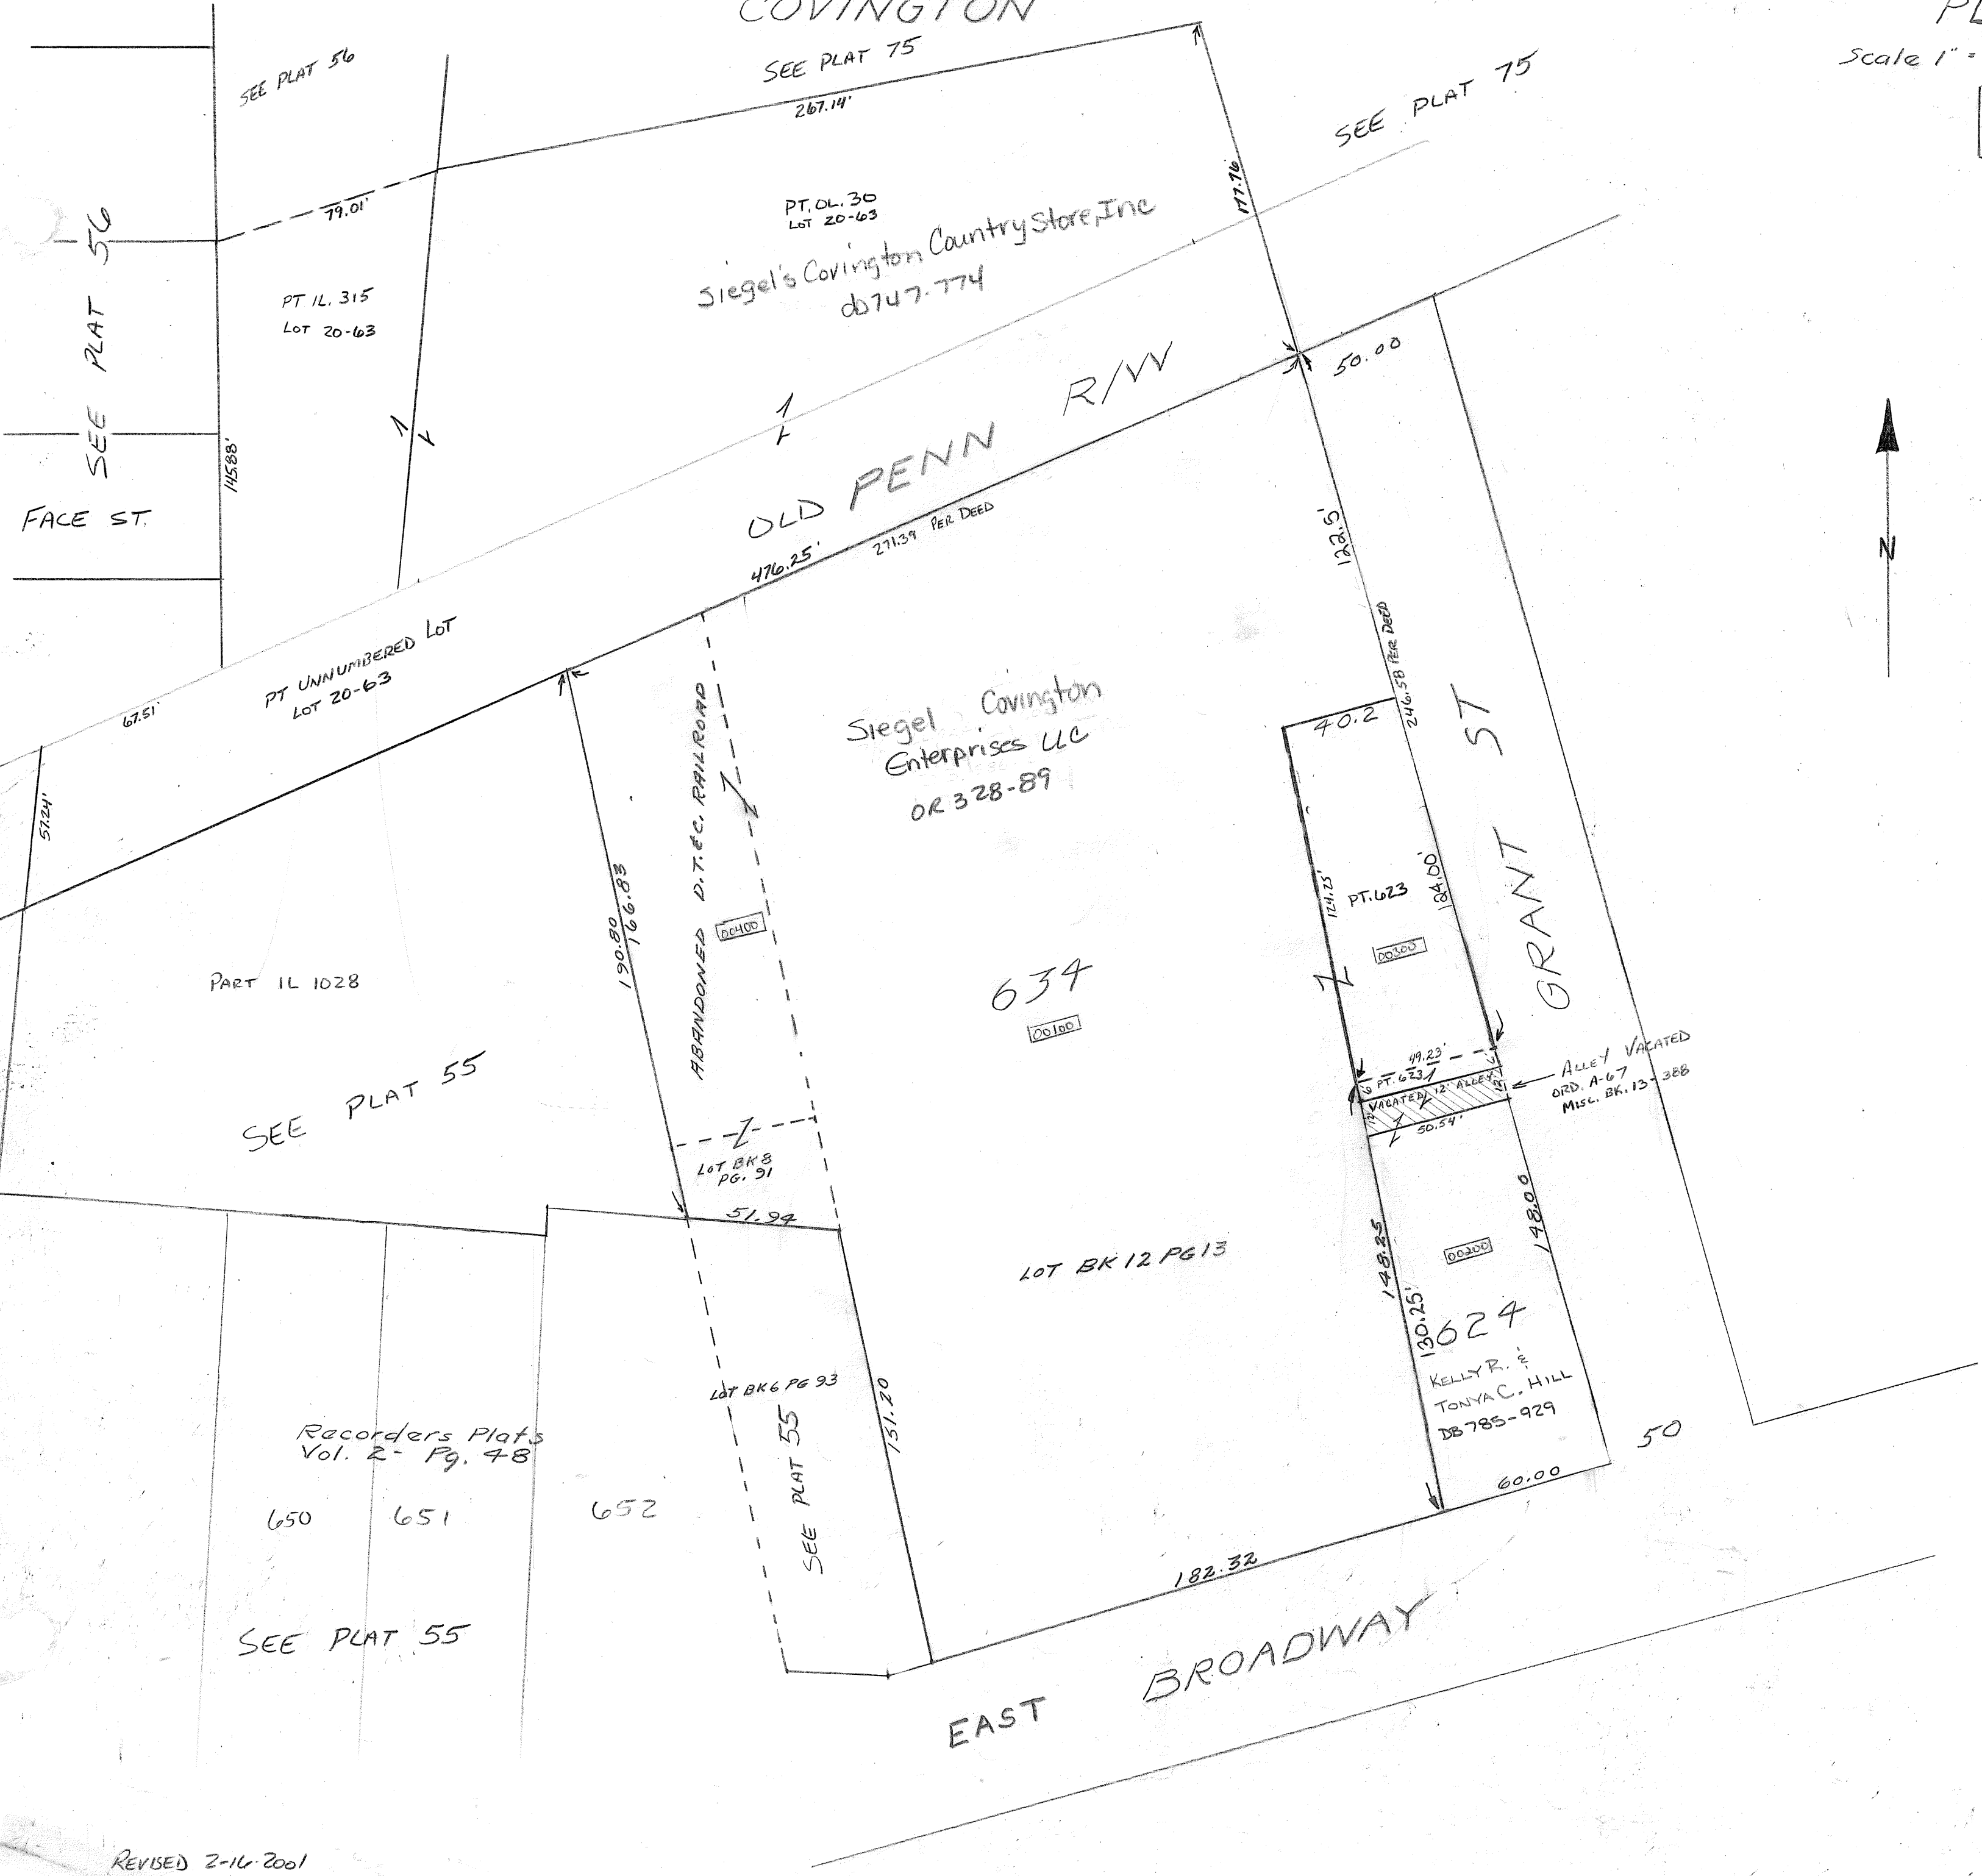 COVINGTON
Scale 1" =
SEE PLAT 56
SEE PLAT 75
267.14'
SEE PLAT 75
79.01'
177.76
PT. OL. 30
LOT 20-63
Siegel's Covington Country Store, Inc
db 747-774
PT IL. 315
LOT 20-63
SEE PLAT 56
145.88'
FACE ST.
OLD PENN R/W
50.00
476.25'
271.39 PER DEED
122.5'
N
PT UNNUMBERED LOT
LOT 20-63
67.51'
57.24'
246.58 PER DEED
40.2
Siegel Covington
Enterprises LLC
OR 328-89
ABANDONED D.T.&C. RAILROAD
00400
190.80
166.83
124.25'
PT. 623
00300
124.00'
GRANT ST
634
00100
PART IL 1028
SEE PLAT 55
49.23'
PT. 623
VACATED 12' ALLEY
12'
50.54'
ALLEY VACATED
ORD. A-67
MISC. BK. 13-388
LOT BK 8
PG. 91
51.94
LOT BK 12 PG 13
148.25
130.25'
148.00
00200
624
KELLY R. &
TONYA C. HILL
DB 785-929
LOT BK 6 PG 93
151.20
SEE PLAT 55
Recorders Plats
Vol. 2- Pg. 48
650
651
652
SEE PLAT 55
60.00
50
182.32
EAST BROADWAY
REVISED 2-16-2001